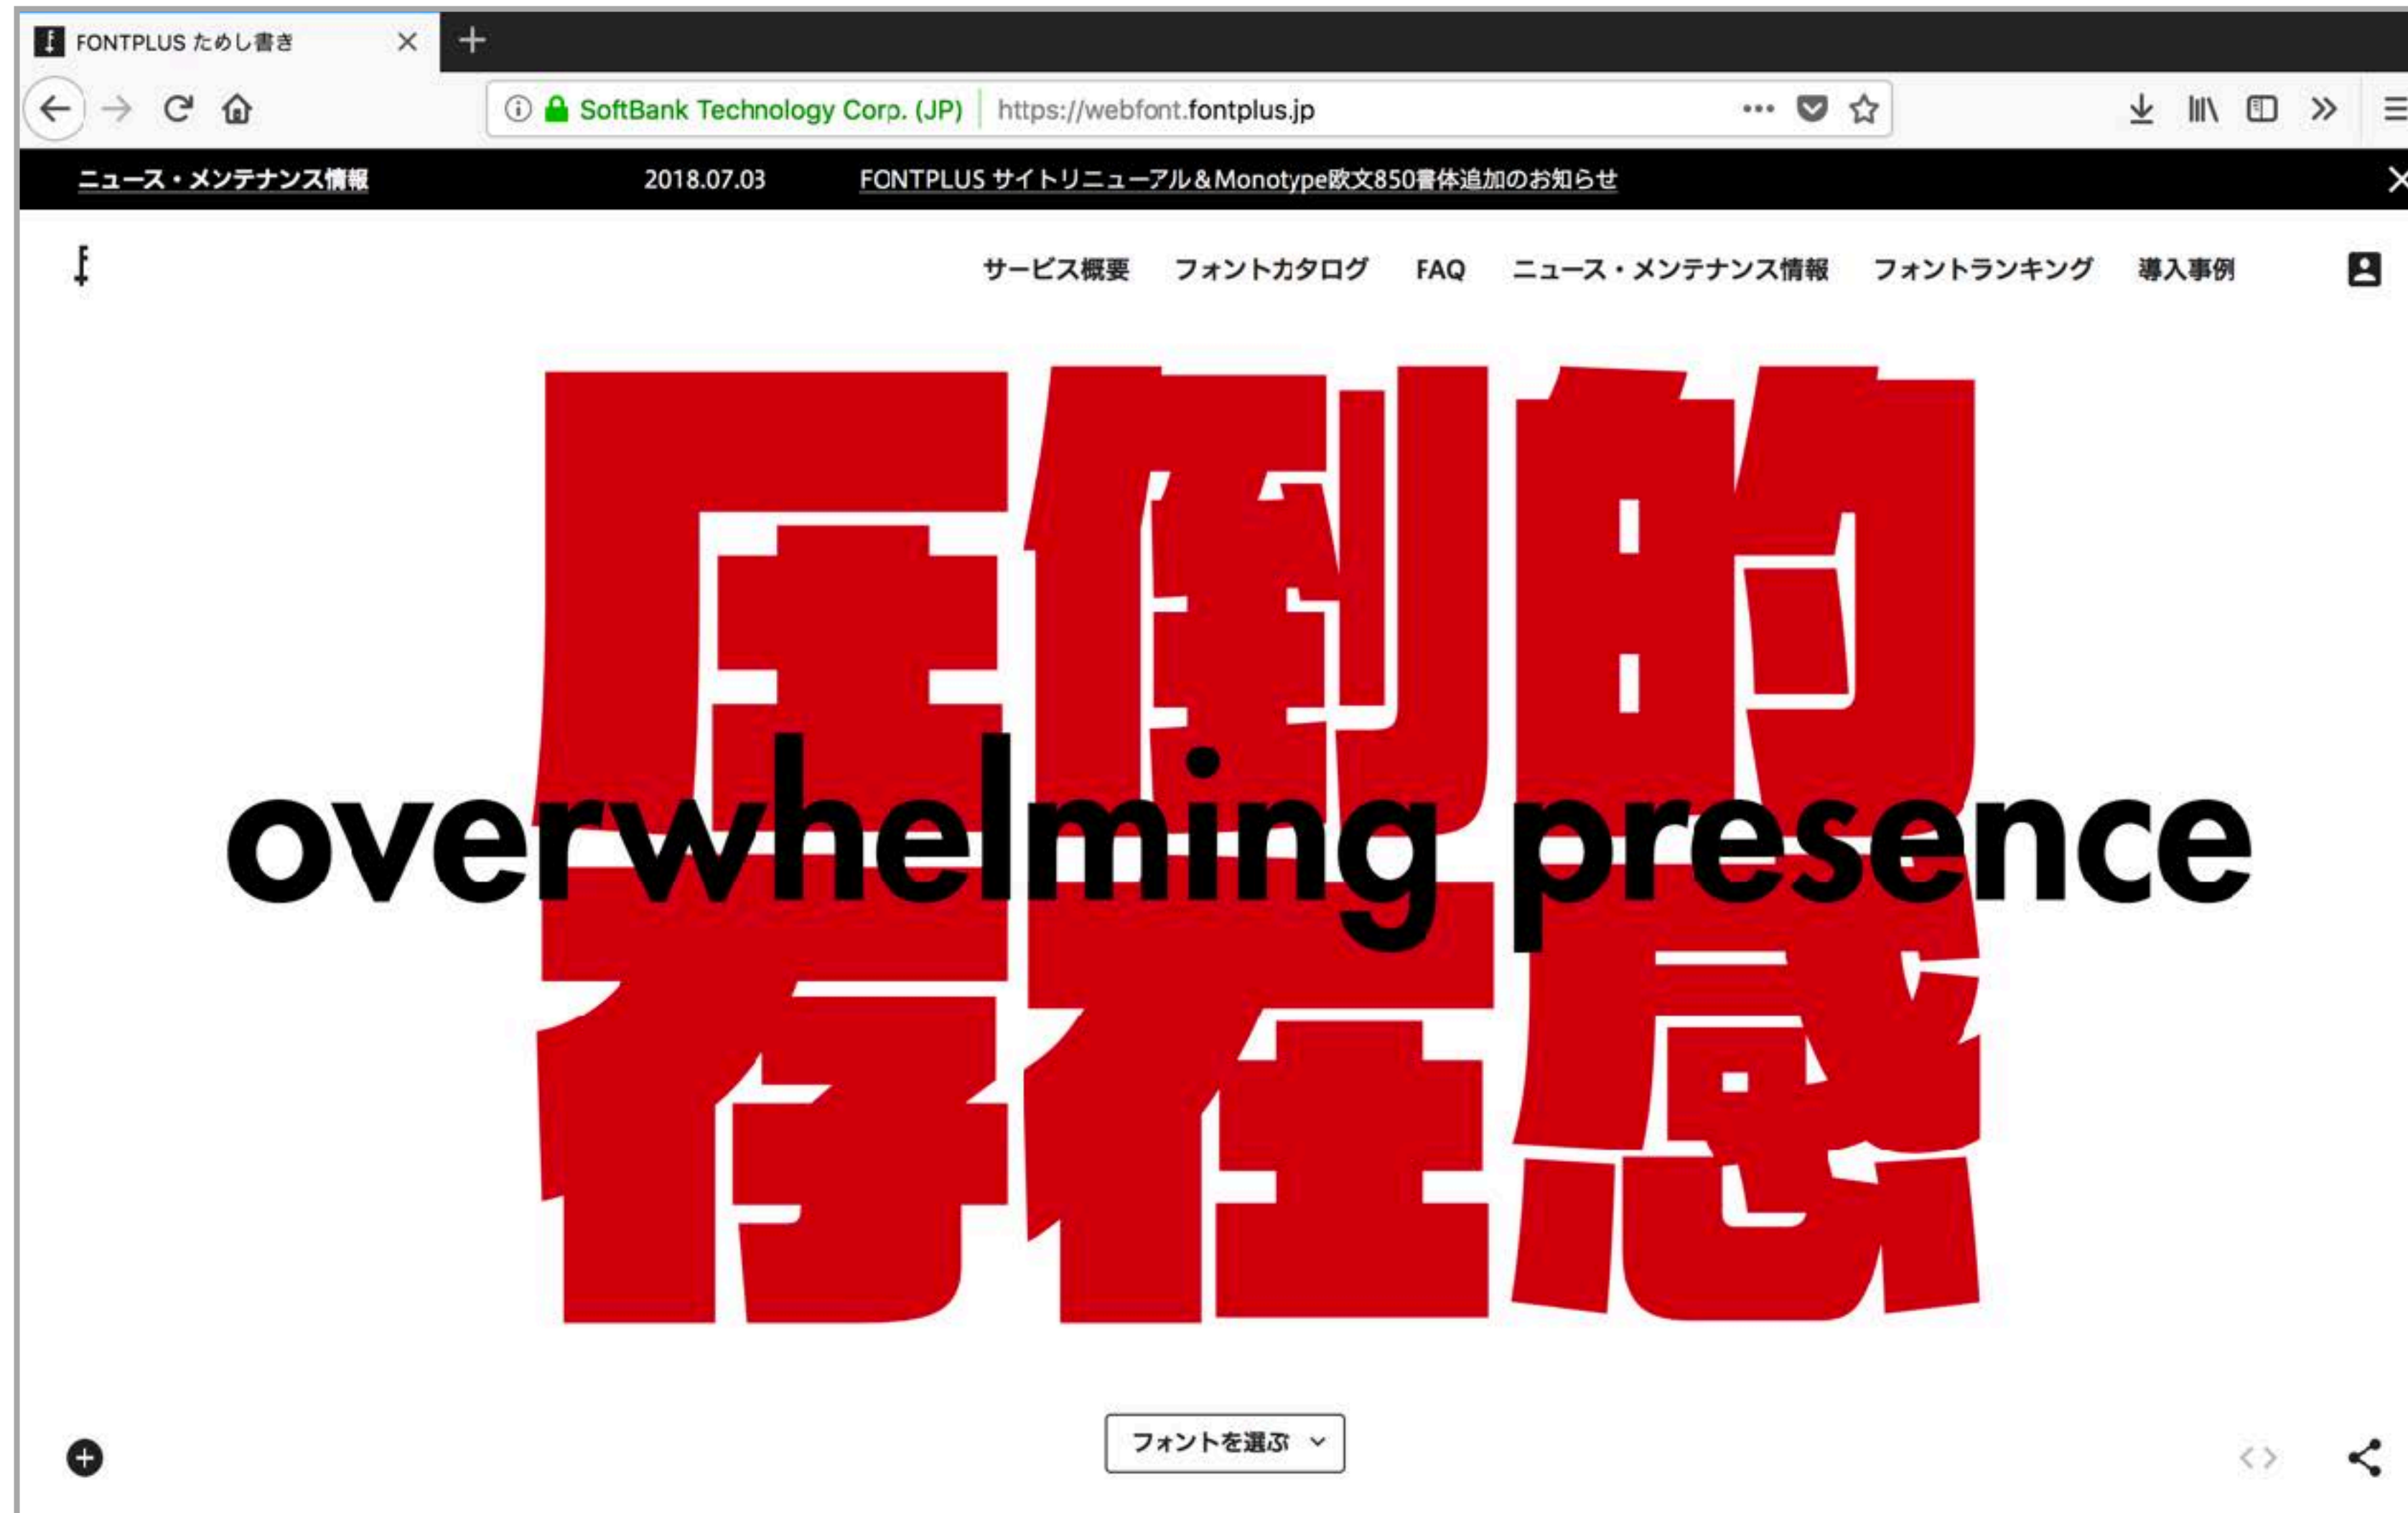 FONTPLUS ためし書き
SoftBank Technology Corp. (JP) https://webfont.fontplus.jp
ニュース・メンテナンス情報 2018.07.03 FONTPLUS サイトリニューアル＆Monotype欧文850書体追加のお知らせ
サービス概要 フォントカタログ FAQ ニュース・メンテナンス情報 フォントランキング 導入事例
圧倒的
overwhelming presence
存在感
フォントを選ぶ